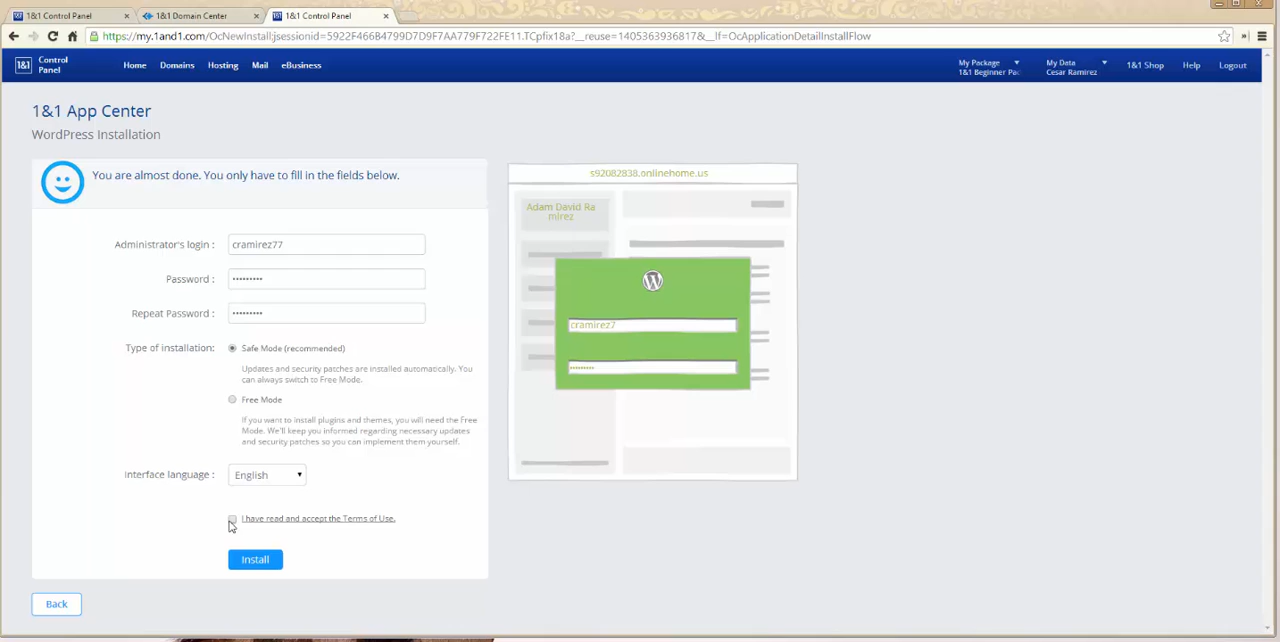 1&1 Control Panel
1&1 Domain Center
1&1 Control Panel
https://my.1and1.com/OcNewInstall;jsessionid=5922F466B4799D7D9F7AA779F722FE11.TCpfix18a?__reuse=1405363936817&__lf=OcApplicationDetailInstallFlow
1&1 Control Panel
Home Domains Hosting Mail eBusiness
My Package
1&1 Beginner Pac
My Data
Cesar Ramirez
1&1 Shop Help Logout
1&1 App Center
WordPress Installation
You are almost done. You only have to fill in the fields below.
Administrator's login : cramirez77
Password : •••••••••
Repeat Password : •••••••••
Type of installation: Safe Mode (recommended)
Updates and security patches are installed automatically. You
can always switch to Free Mode.
Free Mode
If you want to install plugins and themes, you will need the Free
Mode. We'll keep you informed regarding necessary updates
and security patches so you can implement them yourself.
Interface language : English
I have read and accept the Terms of Use.
Install
Back
s92082838.onlinehome.us
Adam David Ra
mirez
cramirez7
•••••••••